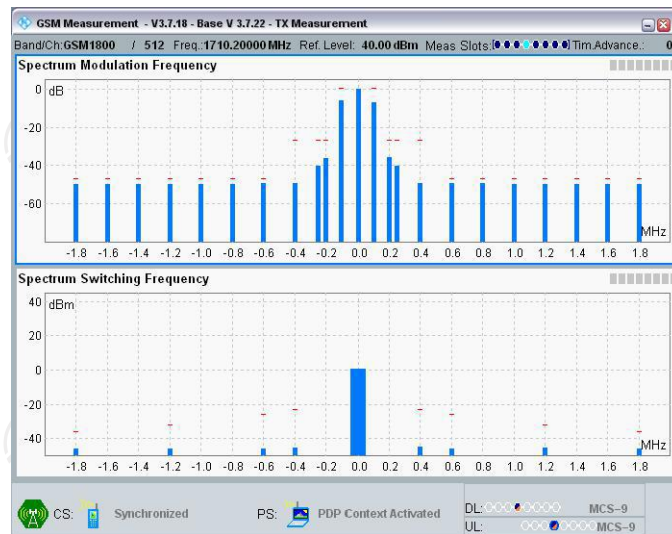 GSM Measurement - V3.7.18 - Base V 3.7.22 - TX Measurement
Band/Ch:GSM1800 / 512 Freq.:1710.20000 MHz Ref. Level: 40.00 dBm Meas Slots: Tim.Advance.: 0
Spectrum Modulation Frequency
dB
0
-20
-40
-60
MHz
-1.8 -1.6 -1.4 -1.2 -1.0 -0.8 -0.6 -0.4 -0.2 0.0 0.2 0.4 0.6 0.8 1.0 1.2 1.4 1.6 1.8
Spectrum Switching Frequency
40 dBm
20
0
-20
-40
MHz
-1.8 -1.6 -1.4 -1.2 -1.0 -0.8 -0.6 -0.4 -0.2 0.0 0.2 0.4 0.6 0.8 1.0 1.2 1.4 1.6 1.8
CS: Synchronized PS: PDP Context Activated DL: MCS-9
UL: MCS-9